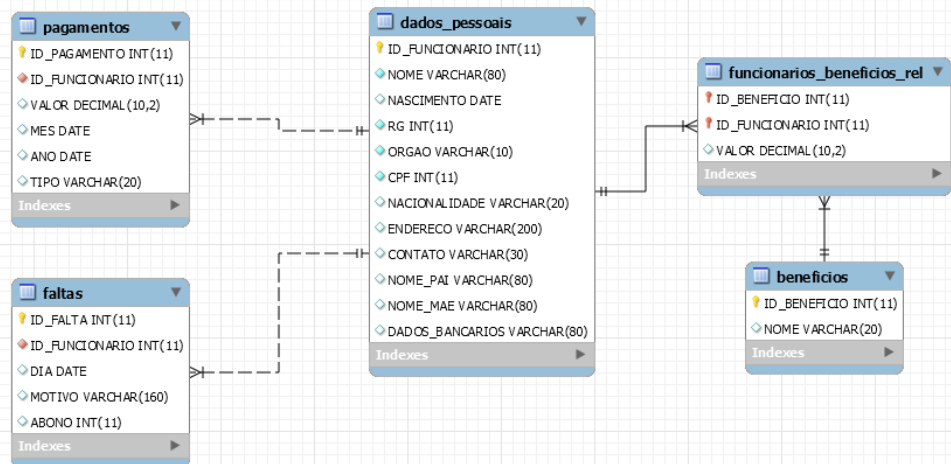 pagamentos
ID_PAGAMENTO INT(11)
ID_FUNCIONARIO INT(11)
VALOR DECIMAL(10,2)
MES DATE
ANO DATE
TIPO VARCHAR(20)
Indexes
faltas
ID_FALTA INT(11)
ID_FUNCIONARIO INT(11)
DIA DATE
MOTIVO VARCHAR(160)
ABONO INT(11)
Indexes
dados_pessoais
ID_FUNCIONARIO INT(11)
NOME VARCHAR(80)
NASCIMENTO DATE
RG INT(11)
ORGAO VARCHAR(10)
CPF INT(11)
NACIONALIDADE VARCHAR(20)
ENDERECO VARCHAR(200)
CONTATO VARCHAR(30)
NOME_PAI VARCHAR(80)
NOME_MAE VARCHAR(80)
DADOS_BANCARIOS VARCHAR(80)
Indexes
funcionarios_beneficios_rel
ID_BENEFICIO INT(11)
ID_FUNCIONARIO INT(11)
VALOR DECIMAL(10,2)
Indexes
beneficios
ID_BENEFICIO INT(11)
NOME VARCHAR(20)
Indexes